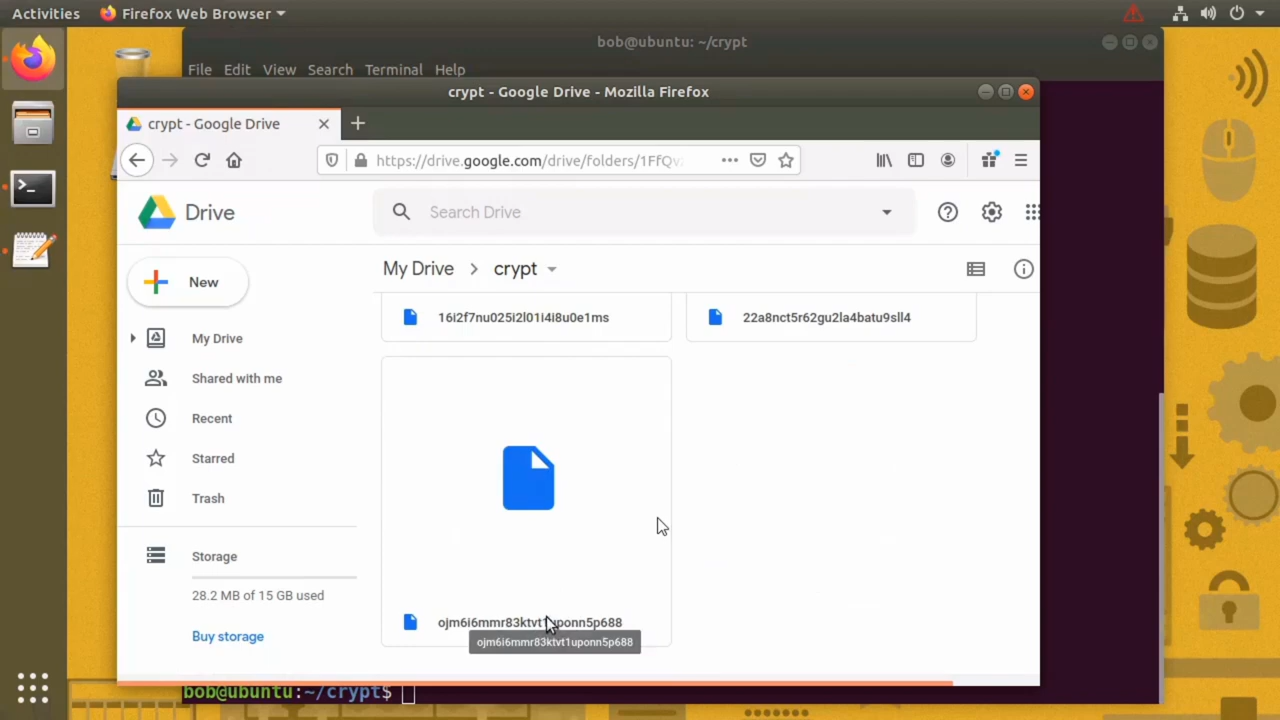 Activities Firefox Web Browser
bob@ubuntu: ~/crypt
File Edit View Search Terminal Help
crypt - Google Drive - Mozilla Firefox
crypt - Google Drive
https://drive.google.com/drive/folders/1FfQv
Drive
Search Drive
New
My Drive > crypt
16i2f7nu025i2l01i4i8u0e1ms
22a8nct5r62gu2la4batu9sll4
My Drive
Shared with me
Recent
Starred
Trash
Storage
28.2 MB of 15 GB used
Buy storage
ojm6i6mmr83ktvt1uponn5p688
ojm6i6mmr83ktvt1uponn5p688
bob@ubuntu:~/crypt$